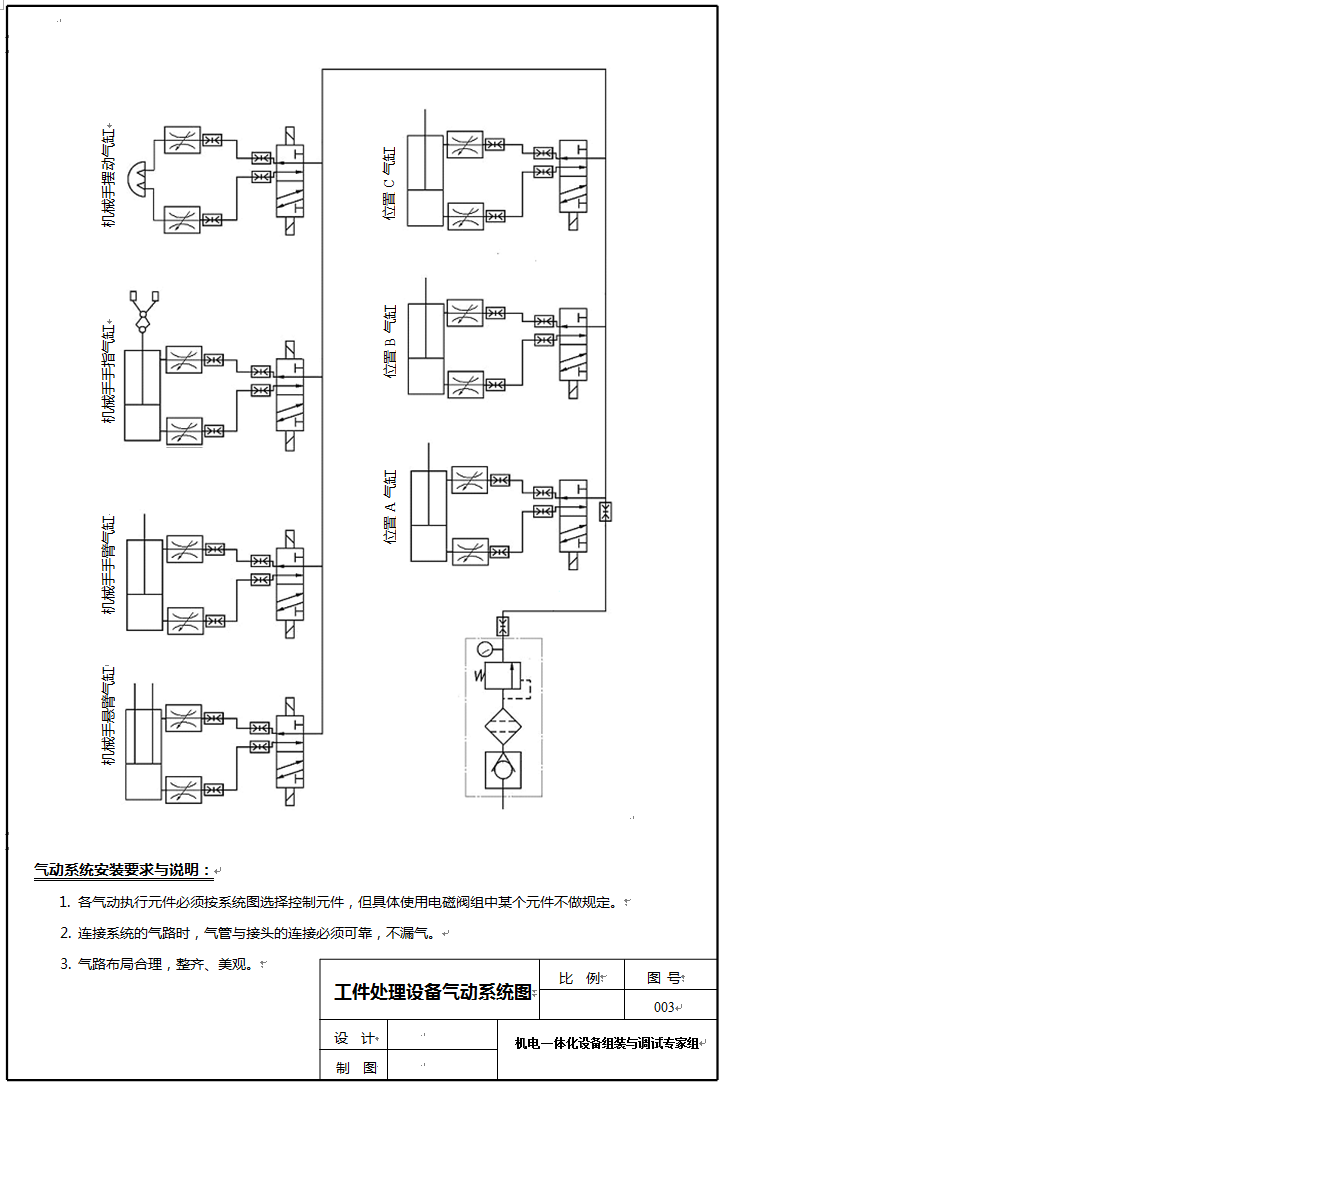 机械手摆动气缸
位置 C 气缸
机械手手指气缸
位置 B 气缸
机械手手臂气缸
位置 A 气缸
机械手悬臂气缸
气动系统安装要求与说明：
1. 各气动执行元件必须按系统图选择控制元件，但具体使用电磁阀组中某个元件不做规定。
2. 连接系统的气路时，气管与接头的连接必须可靠，不漏气。
3. 气路布局合理，整齐、美观。
工件处理设备气动系统图
比 例
图 号
003
设 计
机电一体化设备组装与调试专家组
制 图